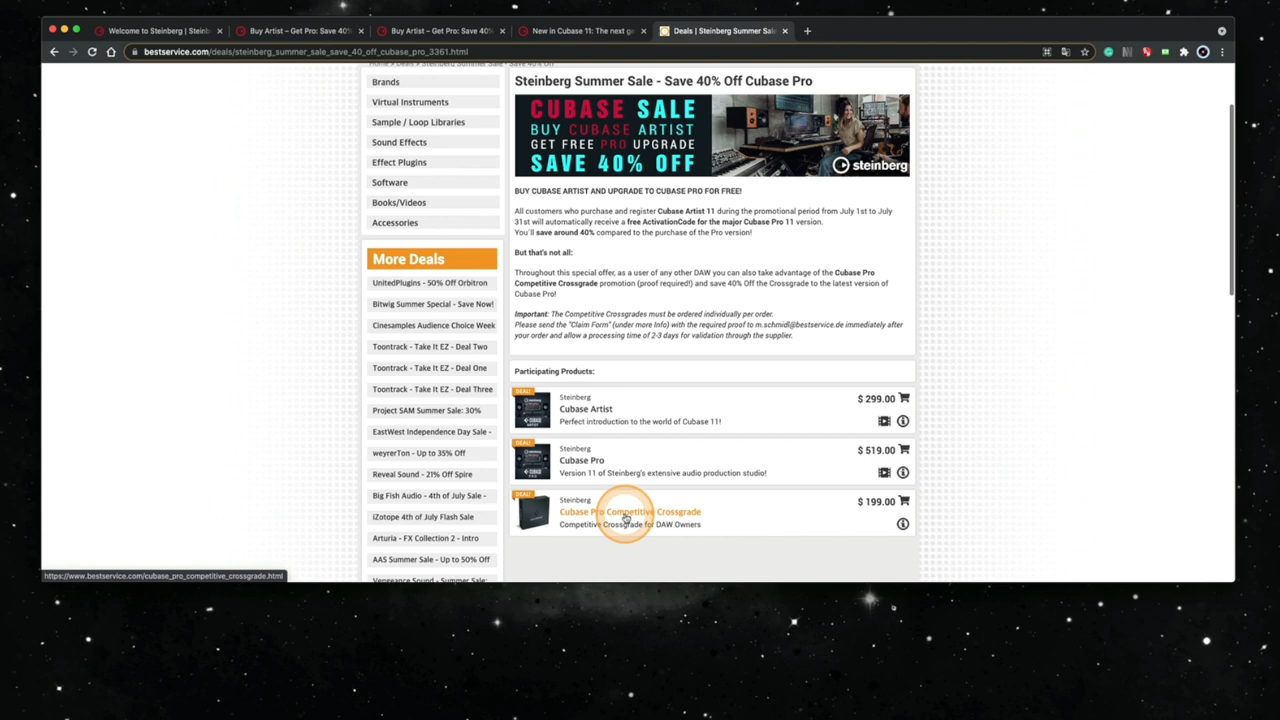 Welcome to Steinberg | Steinb
Buy Artist – Get Pro: Save 40%
Buy Artist – Get Pro: Save 40%
New in Cubase 11: The next ge
Deals | Steinberg Summer Sale
bestservice.com/deals/steinberg_summer_sale_save_40_off_cubase_pro_3361.html
Home > Deals > Steinberg Summer Sale - Save 40% Off
Brands
Virtual Instruments
Sample / Loop Libraries
Sound Effects
Effect Plugins
Software
Books/Videos
Accessories
More Deals
UnitedPlugins - 50% Off Orbitron
Bitwig Summer Special - Save Now!
Cinesamples Audience Choice Week
Toontrack - Take It EZ - Deal Two
Toontrack - Take It EZ - Deal One
Toontrack - Take It EZ - Deal Three
Project SAM Summer Sale: 30%
EastWest Independence Day Sale -
weyrerTon - Up to 35% Off
Reveal Sound - 21% Off Spire
Big Fish Audio - 4th of July Sale -
iZotope 4th of July Flash Sale
Arturia - FX Collection 2 - Intro
AAS Summer Sale - Up to 50% Off
Vengeance Sound - Summer Sale:
Steinberg Summer Sale - Save 40% Off Cubase Pro
CUBASE SALE
BUY CUBASE ARTIST
GET FREE PRO UPGRADE
SAVE 40% OFF
steinberg
BUY CUBASE ARTIST AND UPGRADE TO CUBASE PRO FOR FREE!
All customers who purchase and register Cubase Artist 11 during the promotional period from July 1st to July
31st will automatically receive a free ActivationCode for the major Cubase Pro 11 version.
You'll save around 40% compared to the purchase of the Pro version!
But that's not all:
Throughout this special offer, as a user of any other DAW you can also take advantage of the Cubase Pro
Competitive Crossgrade promotion (proof required!) and save 40% Off the Crossgrade to the latest version of
Cubase Pro!
Important: The Competitive Crossgrades must be ordered individually per order.
Please send the "Claim Form" (under more Info) with the required proof to m.schmidl@bestservice.de immediately after
your order and allow a processing time of 2-3 days for validation through the supplier.
Participating Products:
DEAL!
Steinberg
Cubase Artist
Perfect introduction to the world of Cubase 11!
$ 299.00
DEAL!
Steinberg
Cubase Pro
Version 11 of Steinberg's extensive audio production studio!
$ 519.00
DEAL!
Steinberg
Cubase Pro Competitive Crossgrade
Competitive Crossgrade for DAW Owners
$ 199.00
https://www.bestservice.com/cubase_pro_competitive_crossgrade.html